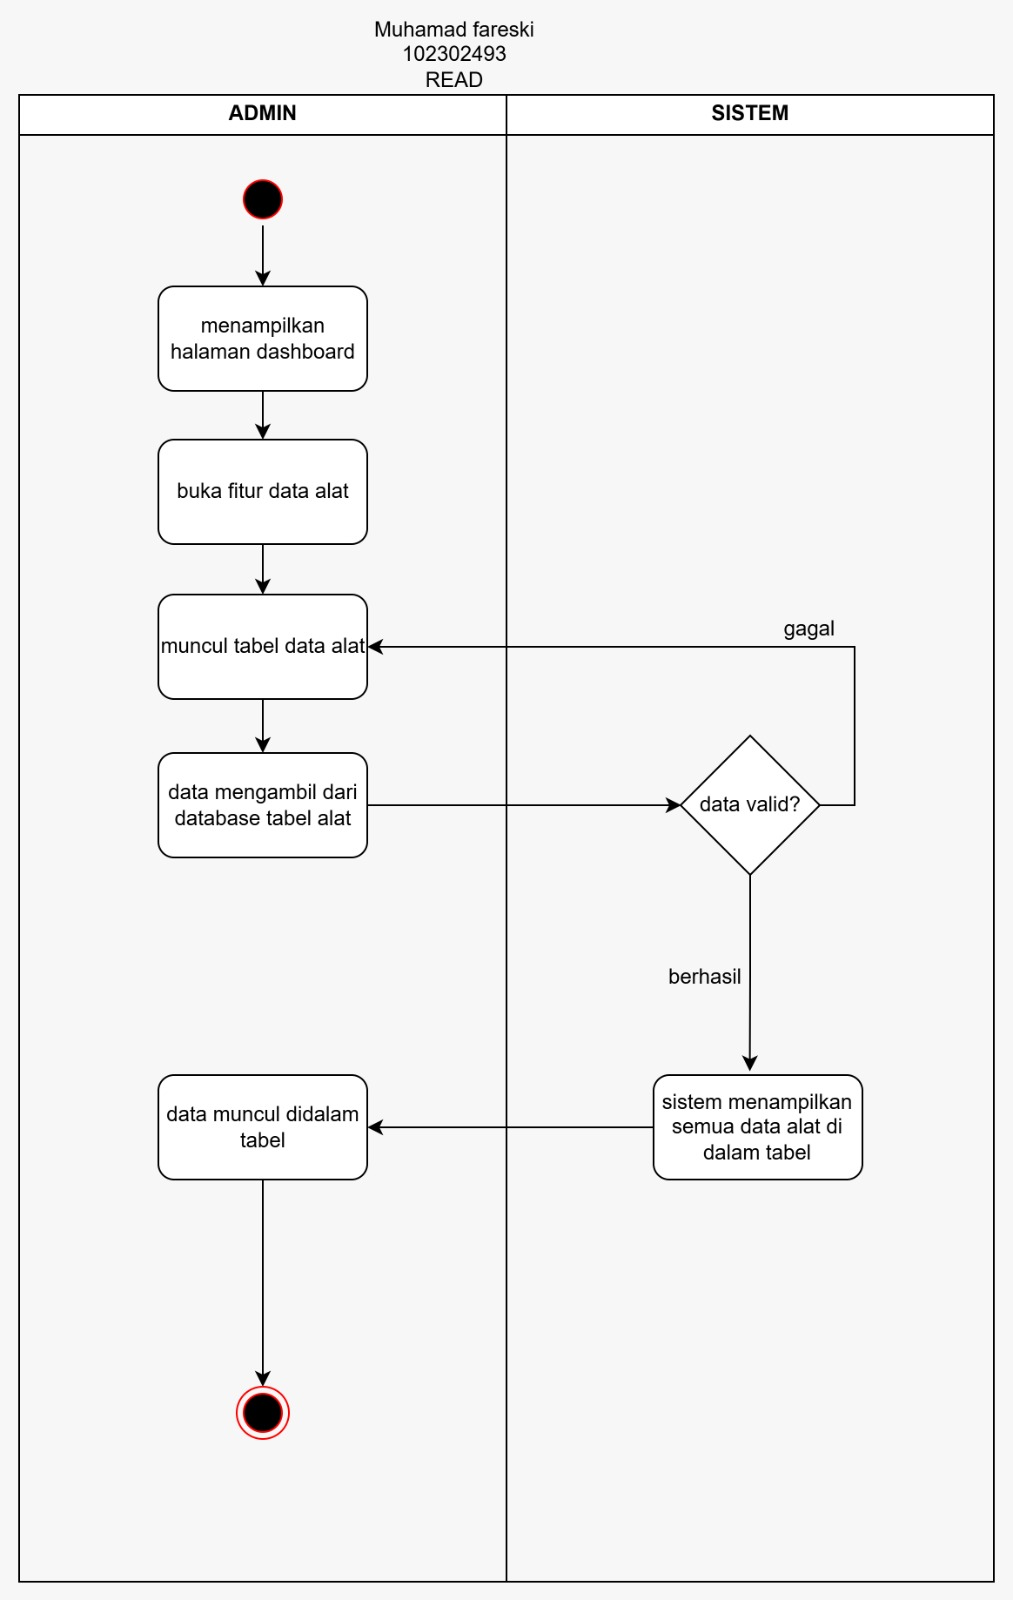 Muhamad fareski
102302493
READ
ADMIN
SISTEM
menampilkan
halaman dashboard
buka fitur data alat
muncul tabel data alat
gagal
data mengambil dari
database tabel alat
data valid?
berhasil
data muncul didalam
tabel
sistem menampilkan
semua data alat di
dalam tabel